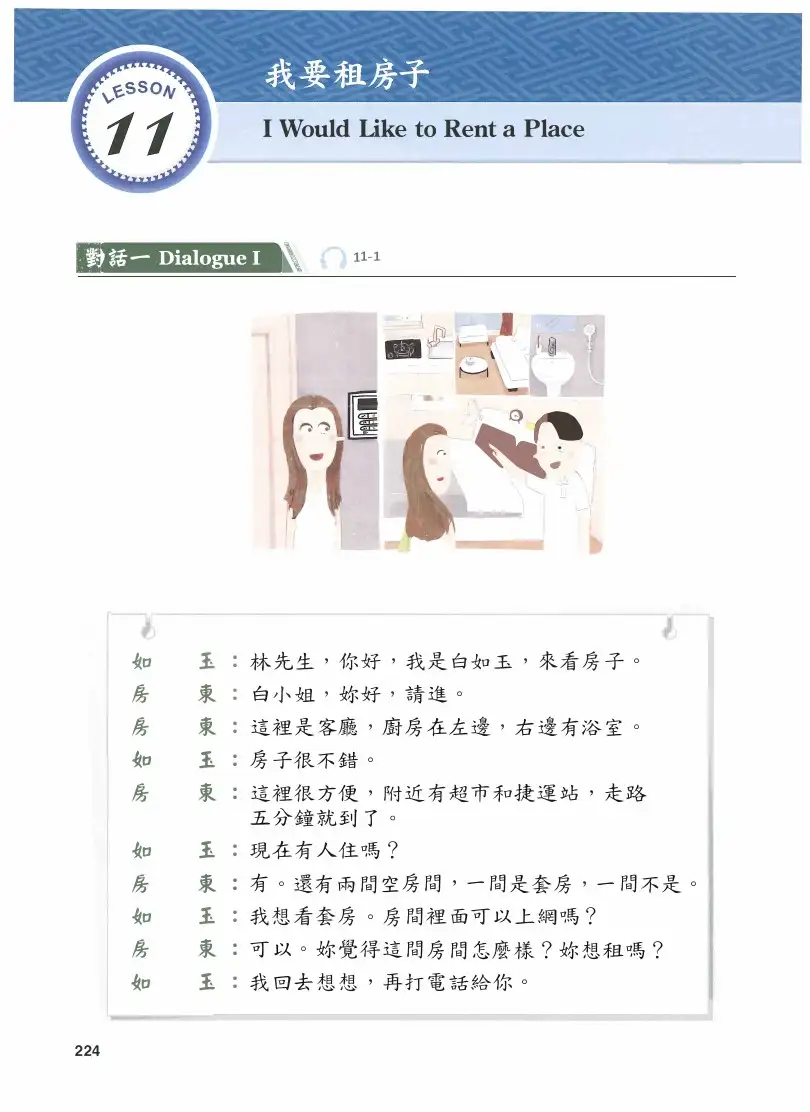 我要租房子
LESSON
11
I Would Like to Rent a Place
對話一 Dialogue I
11-1
如玉：林先生，你好，我是白如玉，來看房子。
房東：白小姐，妳好，請進。
房東：這裡是客廳，廚房在左邊，右邊有浴室。
如玉：房子很不錯。
房東：這裡很方便，附近有超市和捷運站，走路
五分鐘就到了。
如玉：現在有人住嗎？
房東：有。還有兩間空房間，一間是套房，一間不是。
如玉：我想看套房。房間裡面可以上網嗎？
房東：可以。妳覺得這間房間怎麼樣？妳想租嗎？
如玉：我回去想想，再打電話給你。
224